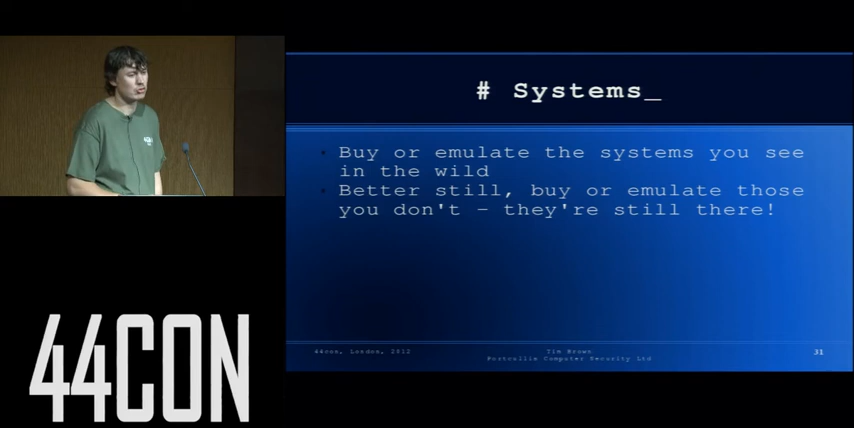 # Systems_
Buy or emulate the systems you see
in the wild
Better still, buy or emulate those
you don't - they're still there!
44con, London, 2012
Tim Brown
Portcullis Computer Security Ltd
31
44CON